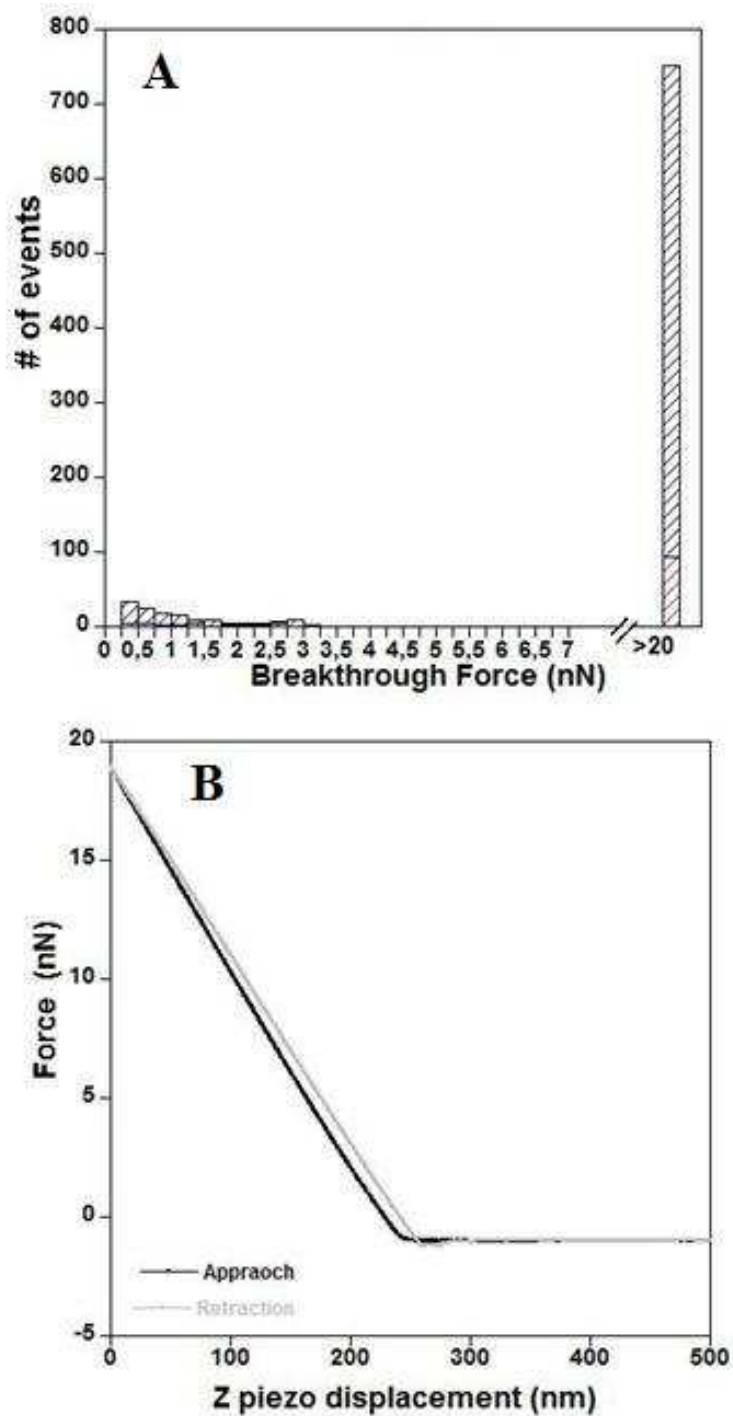 A
800
700
600
500
400
300
200
100
0
# of events
0 0,5 1 1,5 2 2,5 3 3,5 4 4,5 5 5,5 6 6,5 7 >20
Breakthrough Force (nN)
B
20
15
10
5
0
-5
Force (nN)
Appraoch
Retraction
0 100 200 300 400 500
Z piezo displacement (nm)